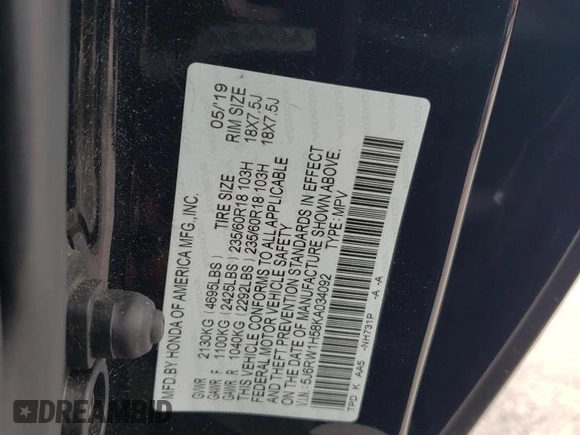 MFD.BY HONDA OF AMERICA MFG.,INC. 05/'19
GVWR 2130KG (4695LBS) TIRE SIZE RIM SIZE
GAWR F 1100KG (2425LBS) 235/60R18 103H 18X7.5J
GAWR R 1040KG (2292LBS) 235/60R18 103H 18X7.5J
THIS VEHICLE CONFORMS TO ALL APPLICABLE
FEDERAL MOTOR VEHICLE SAFETY
AND THEFT PREVENTION STANDARDS IN EFFECT
ON THE DATE OF MANUFACTURE SHOWN ABOVE.
V.I.N.: 5J6RW1H58KA034092 TYPE: MPV
TPD K AA5 -NH731P -A -A
DREAMBID